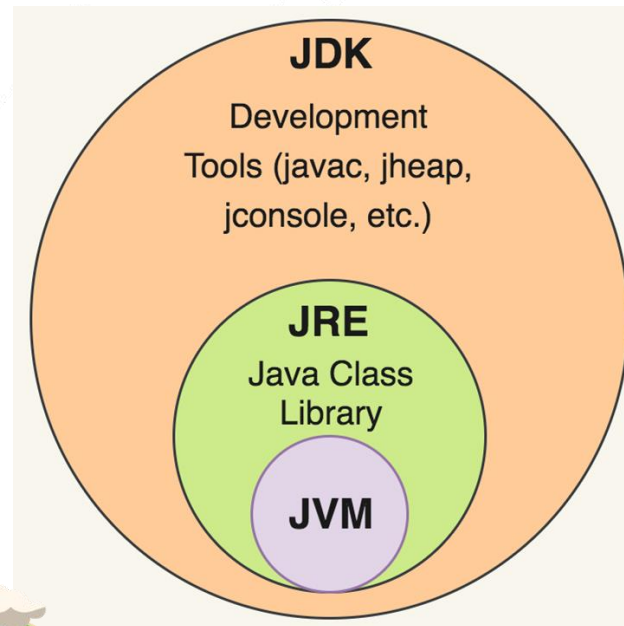 JDK
Development
Tools (javac, jheap,
jconsole, etc.)
JRE
Java Class
Library
JVM